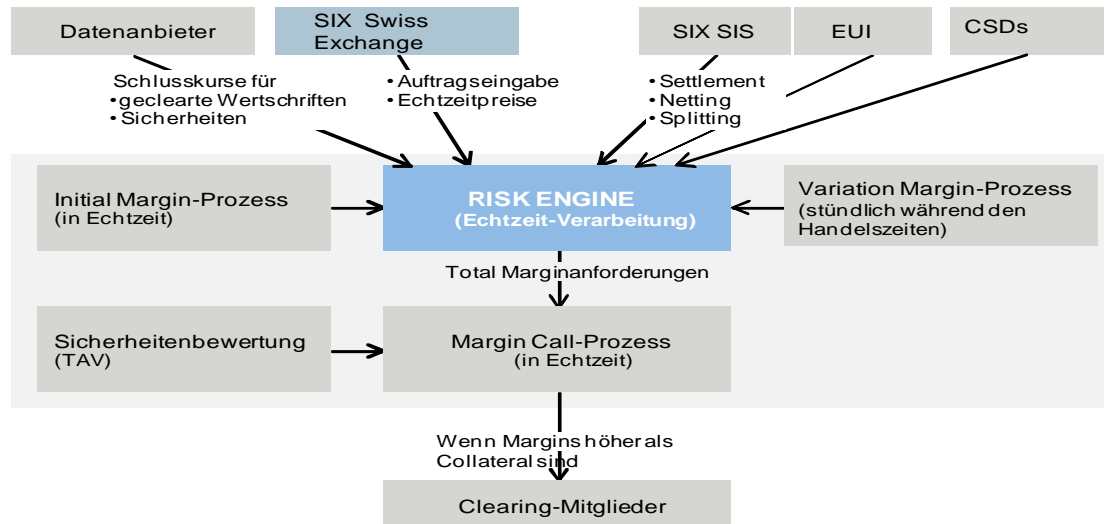 Datenanbieter
SIX Swiss
Exchange
SIX SIS
EUI
CSDs
Schlusskurse für
• geclearte Wertschriften
• Sicherheiten
• Auftragseingabe
• Echtzeitpreise
• Settlement
• Netting
• Splitting
Initial Margin-Prozess
(in Echtzeit)
RISK ENGINE
(Echtzeit-Verarbeitung)
Variation Margin-Prozess
(stündlich während den
Handelszeiten)
Total Marginanforderungen
Sicherheitenbewertung
(TAV)
Margin Call-Prozess
(in Echtzeit)
Wenn Margins höher als
Collateral sind
Clearing-Mitglieder